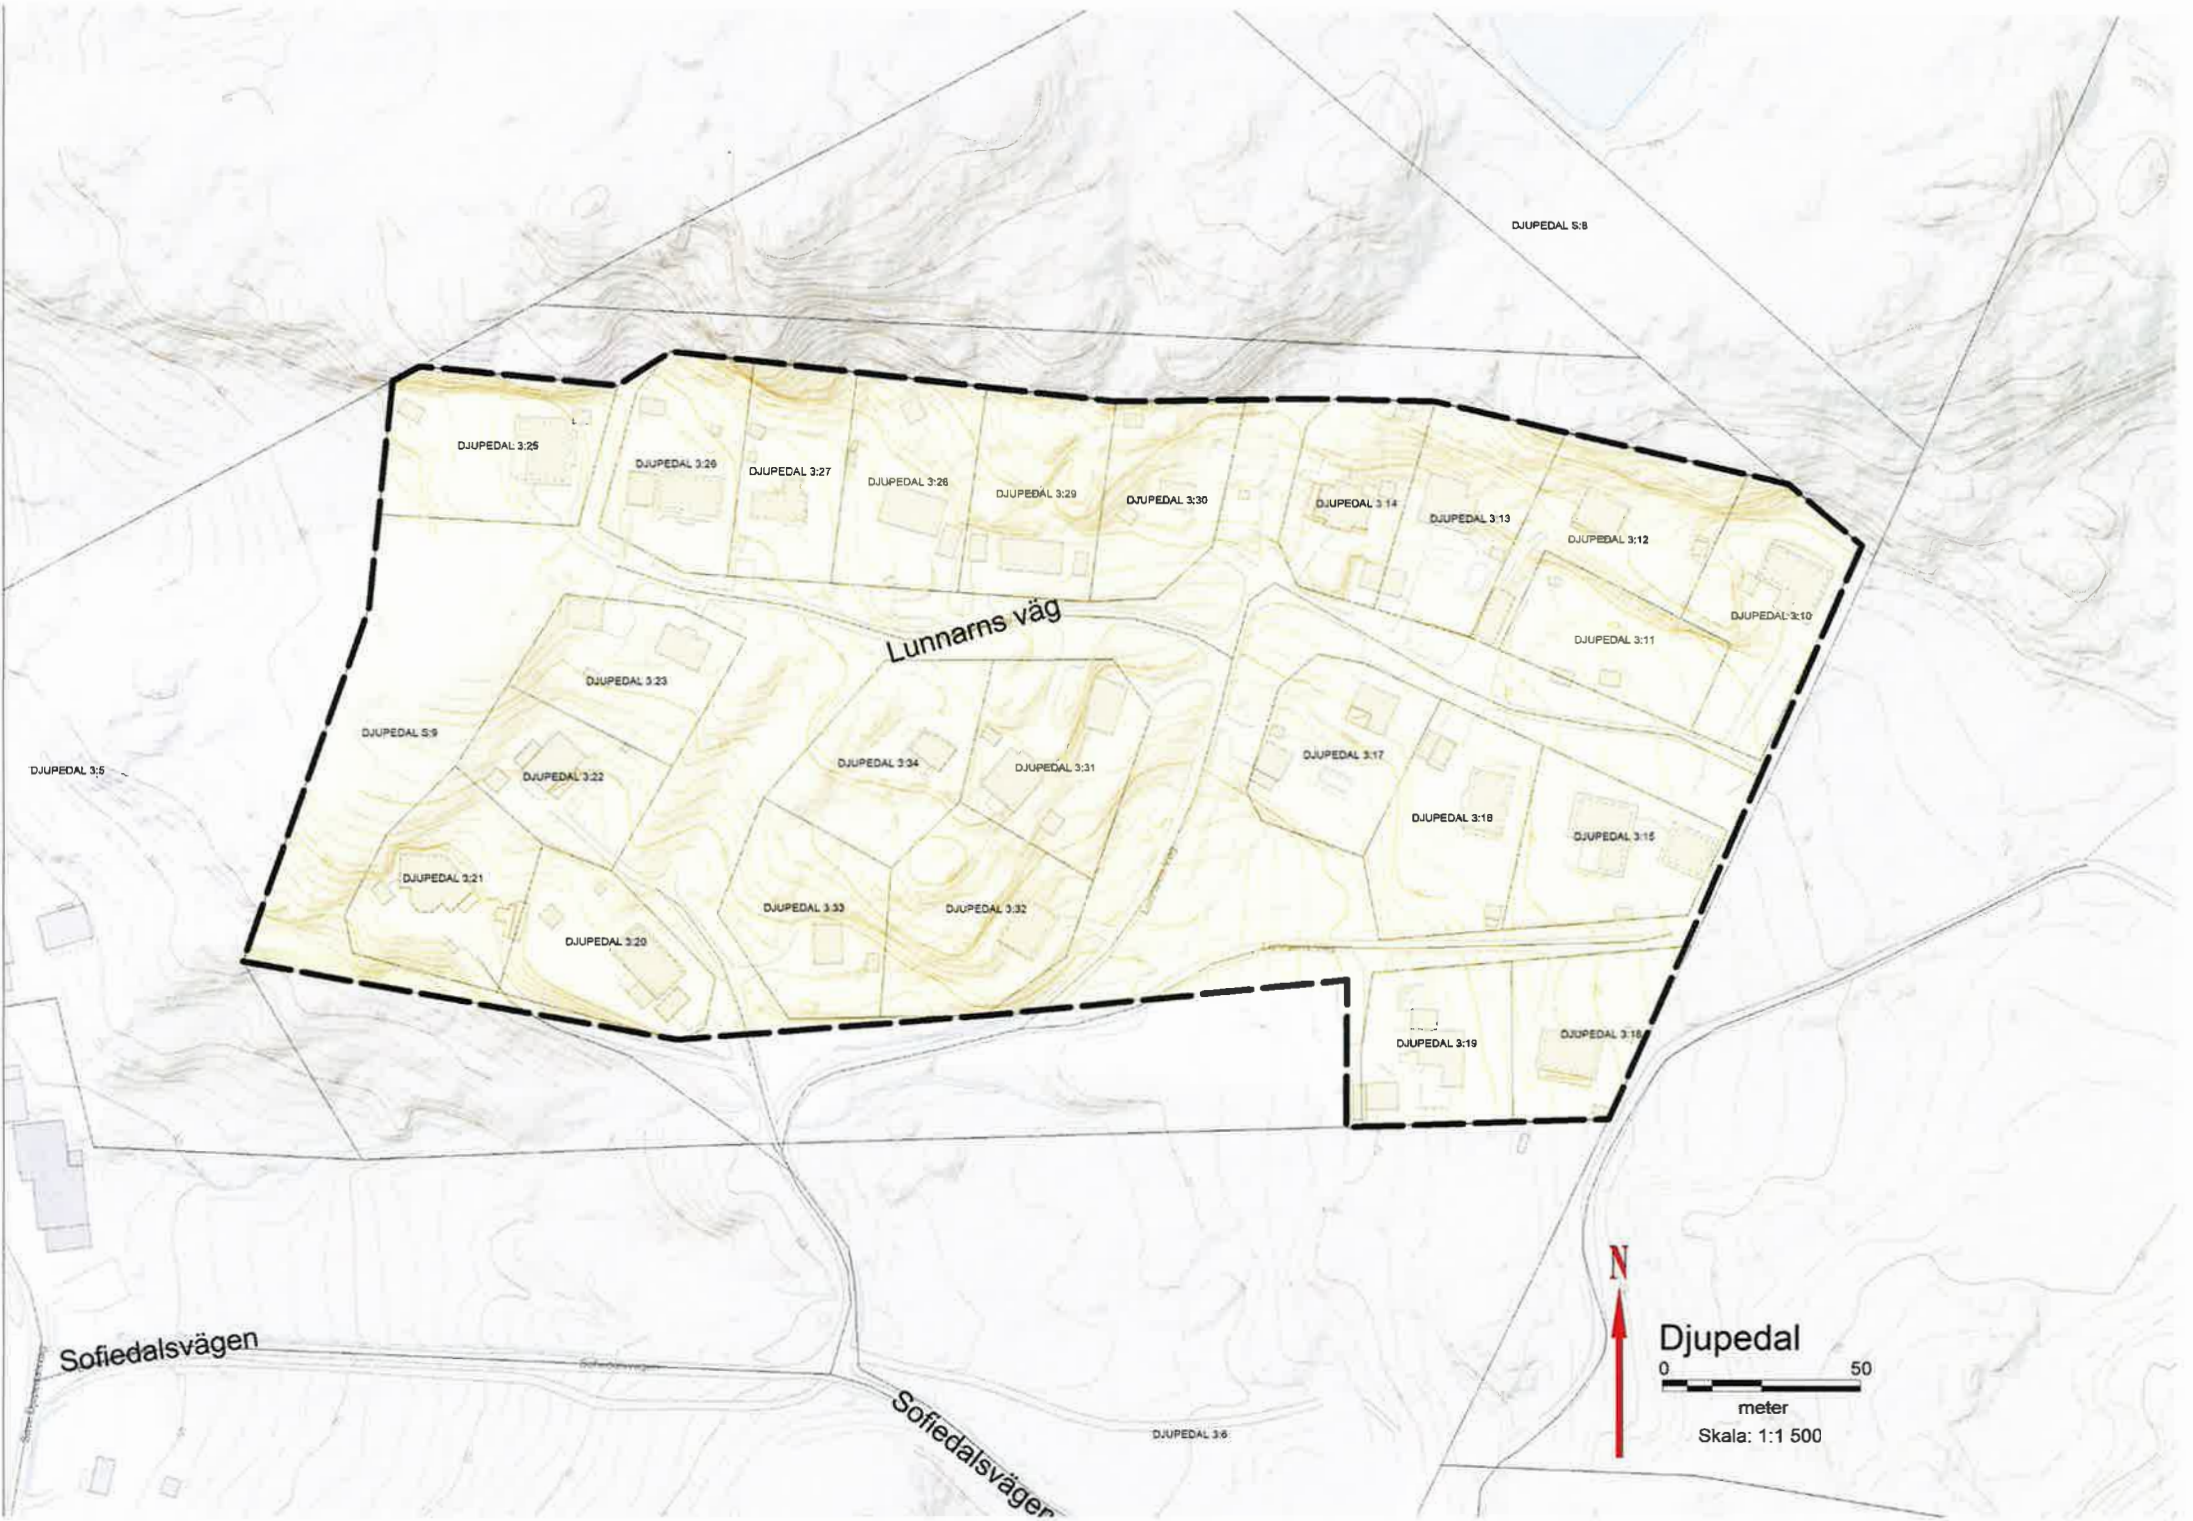 DJUPEDAL S:8
DJUPEDAL 3:25
DJUPEDAL 3:26
DJUPEDAL 3:27
DJUPEDAL 3:28
DJUPEDAL 3:29
DJUPEDAL 3:30
DJUPEDAL 3:14
DJUPEDAL 3:13
DJUPEDAL 3:12
DJUPEDAL 3:10
DJUPEDAL 3:11
Lunnarns väg
DJUPEDAL 3:23
DJUPEDAL S:9
DJUPEDAL 3:5
DJUPEDAL 3:22
DJUPEDAL 3:34
DJUPEDAL 3:31
DJUPEDAL 3:17
DJUPEDAL 3:16
DJUPEDAL 3:15
DJUPEDAL 3:21
DJUPEDAL 3:33
DJUPEDAL 3:32
DJUPEDAL 3:20
Lunnarns väg
DJUPEDAL 3:19
DJUPEDAL 3:18
N
Djupedal
0 50
meter
Skala: 1:1 500
Sofiedalsvägen
Sofiedalsvägen
Sofiedalsvägen
DJUPEDAL 3:6